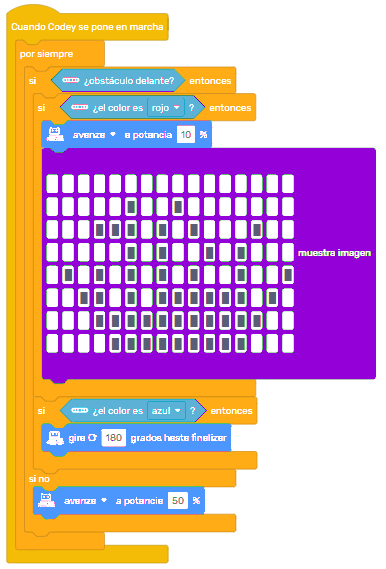 Cuando Codey se pone en marcha
por siempre
si ¿obstáculo delante? entonces
si ¿el color es rojo ? entonces
avanza a potencia 10 %
muestra imagen
si ¿el color es azul ? entonces
gira 180 grados hasta finalizar
si no
avanza a potencia 50 %